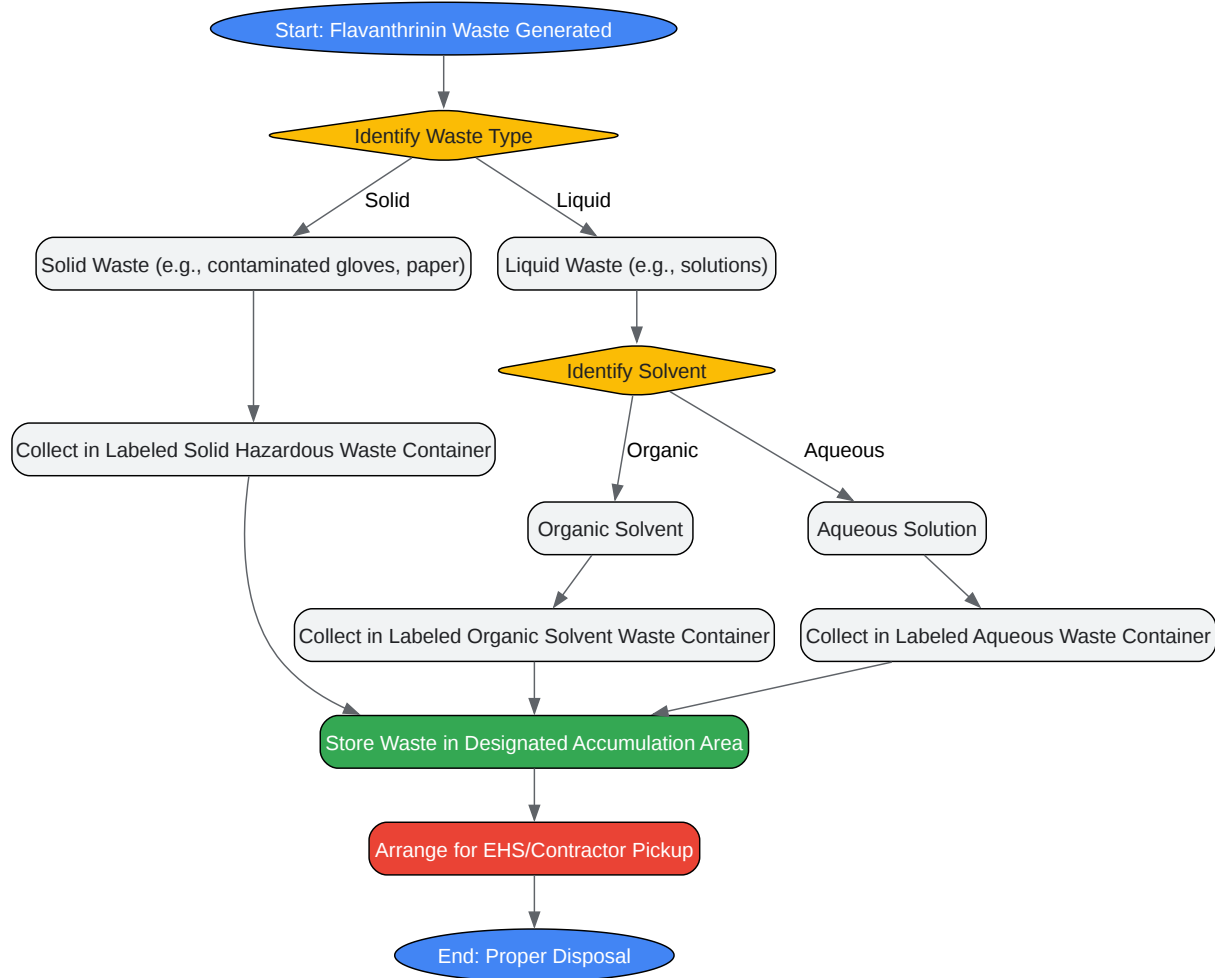 Start: Flavanthrinin Waste Generated
Identify Waste Type
Solid
Liquid
Solid Waste (e.g., contaminated gloves, paper)
Liquid Waste (e.g., solutions)
Identify Solvent
Collect in Labeled Solid Hazardous Waste Container
Organic
Aqueous
Organic Solvent
Aqueous Solution
Collect in Labeled Organic Solvent Waste Container
Collect in Labeled Aqueous Waste Container
Store Waste in Designated Accumulation Area
Arrange for EHS/Contractor Pickup
End: Proper Disposal